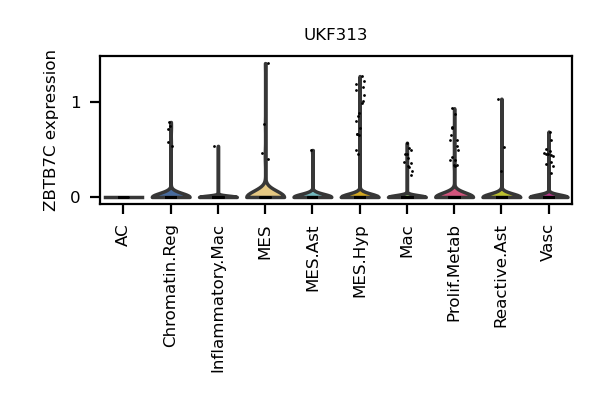 UKF313
ZBTB7C expression
1
0
AC
Chromatin.Reg
Inflammatory.Mac
MES
MES.Ast
MES.Hyp
Mac
Prolif.Metab
Reactive.Ast
Vasc